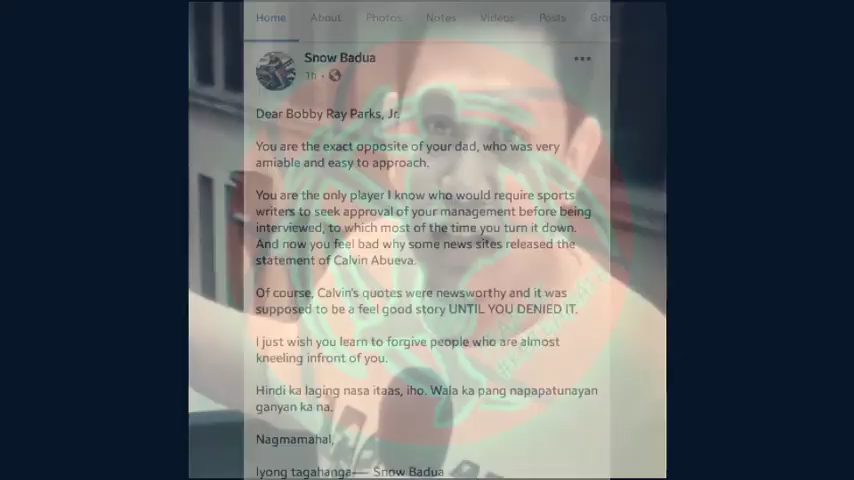 Home About Photos Notes Videos Posts Gro
Snow Badua
1h
Dear Bobby Ray Parks, Jr.
You are the exact opposite of your dad, who was very
amiable and easy to approach.
You are the only player I know who would require sports
writers to seek approval of your management before being
interviewed, to which most of the time you turn it down.
And now you feel bad why some news sites released the
statement of Calvin Abueva.
Of course, Calvin's quotes were newsworthy and it was
supposed to be a feel good story UNTIL YOU DENIED IT.
I just wish you learn to forgive people who are almost
kneeling infront of you.
Hindi ka laging nasa itaas, iho. Wala ka pang napapatunayan
ganyan ka na.
Nagmamahal,
Iyong tagahanga— Snow Badua